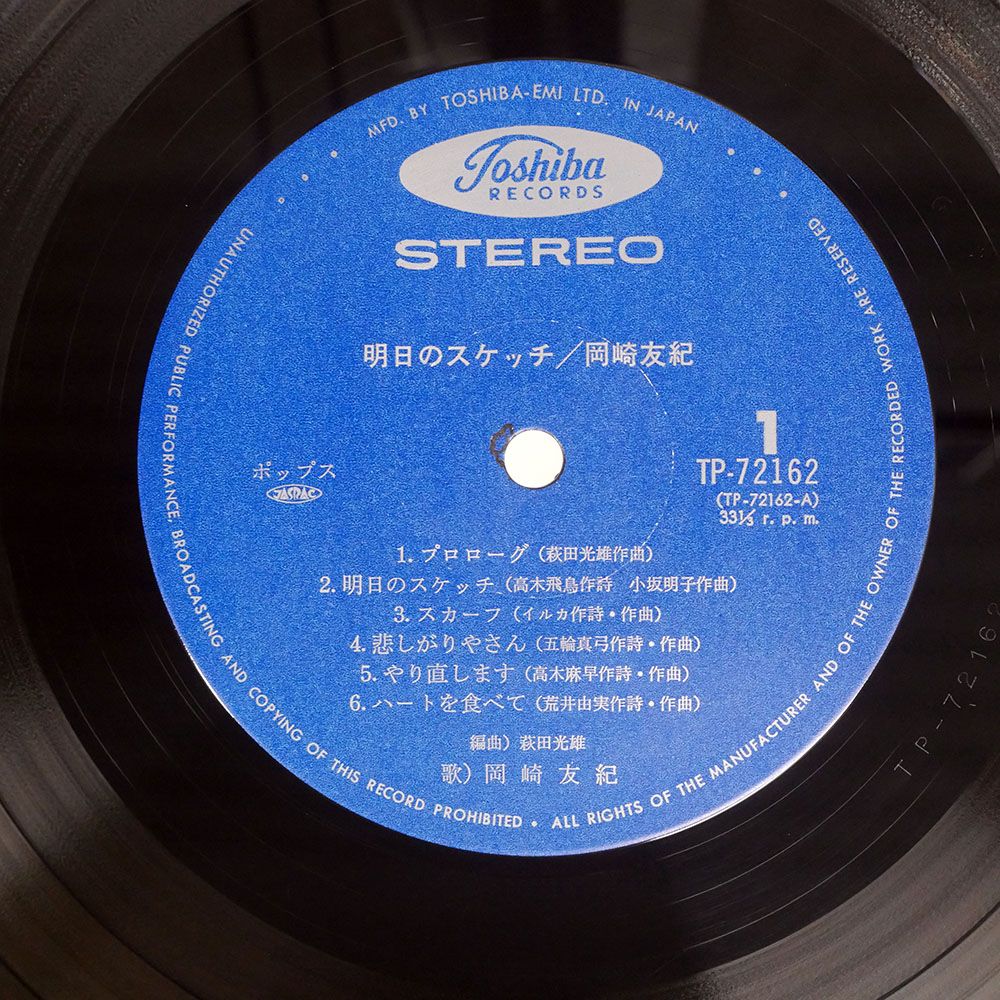 MFD. BY TOSHIBA-EMI LTD. IN JAPAN
Toshiba
RECORDS
STEREO
明日のスケッチ／岡崎友紀
1
ポップス
JASRAC
TP-72162
(TP-72162-A)
33⅓ r. p. m.
1. プロローグ (萩田光雄作曲)
2. 明日のスケッチ (高木飛鳥作詩 小坂明子作曲)
3. スカーフ (イルカ作詩・作曲)
4. 悲しがりやさん (五輪真弓作詩・作曲)
5. やり直します (高木麻早作詩・作曲)
6. ハートを食べて (荒井由実作詩・作曲)
編曲) 萩田光雄
歌) 岡崎友紀
UNAUTHORIZED PUBLIC PERFORMANCE, BROADCASTING AND COPYING OF THIS RECORD PROHIBITED • ALL RIGHTS OF THE MANUFACTURER AND OF THE OWNER OF THE RECORDED WORK ARE RESERVED